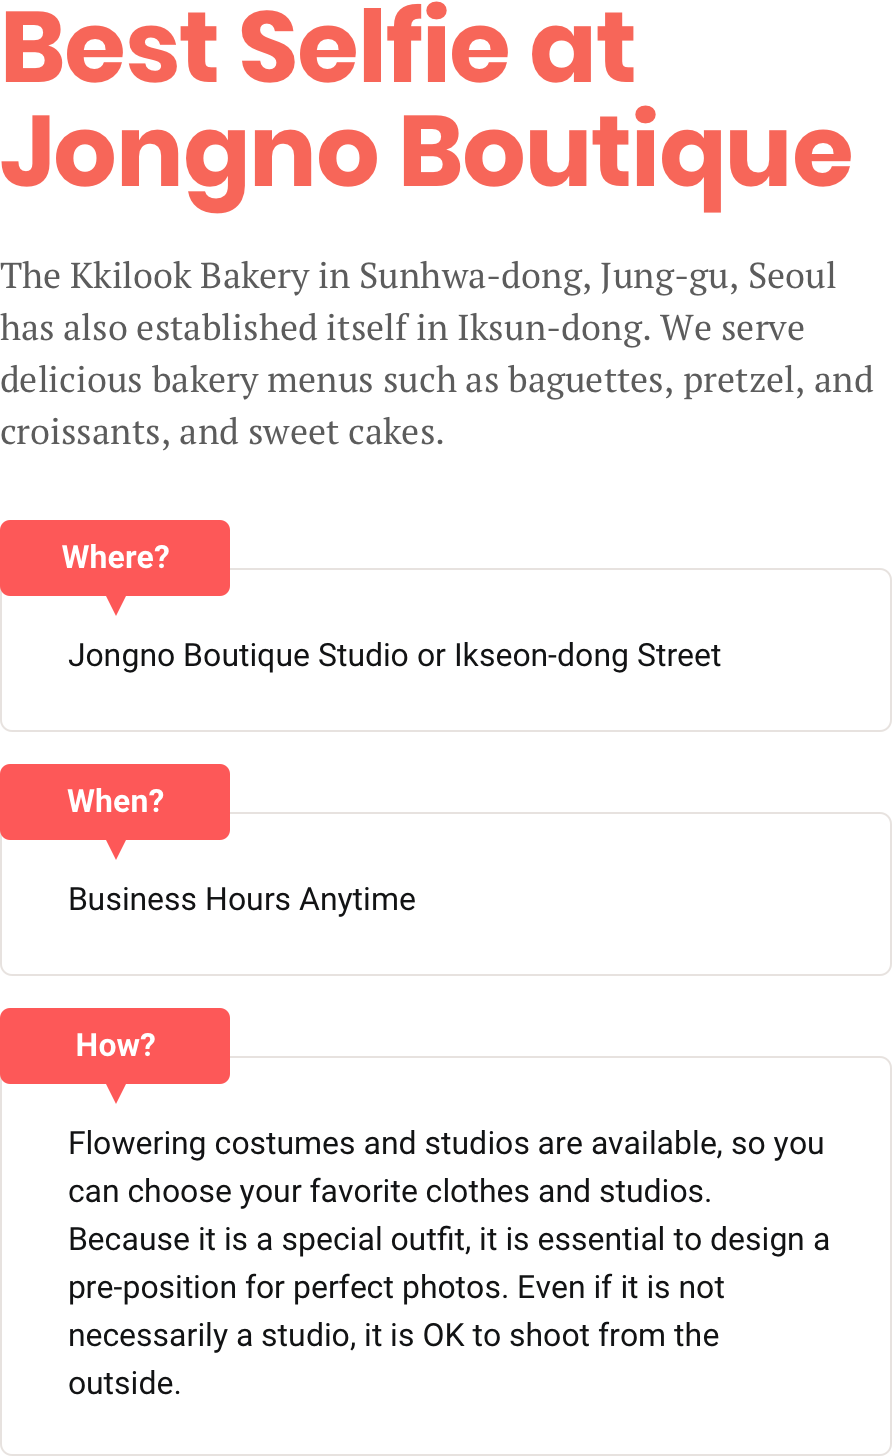 Best Selfie at
Jongno Boutique
The Kkilook Bakery in Sunhwa-dong, Jung-gu, Seoul
has also established itself in Iksun-dong. We serve
delicious bakery menus such as baguettes, pretzel, and
croissants, and sweet cakes.
Where?
Jongno Boutique Studio or Ikseon-dong Street
When?
Business Hours Anytime
How?
Flowering costumes and studios are available, so you
can choose your favorite clothes and studios.
Because it is a special outfit, it is essential to design a
pre-position for perfect photos. Even if it is not
necessarily a studio, it is OK to shoot from the
outside.